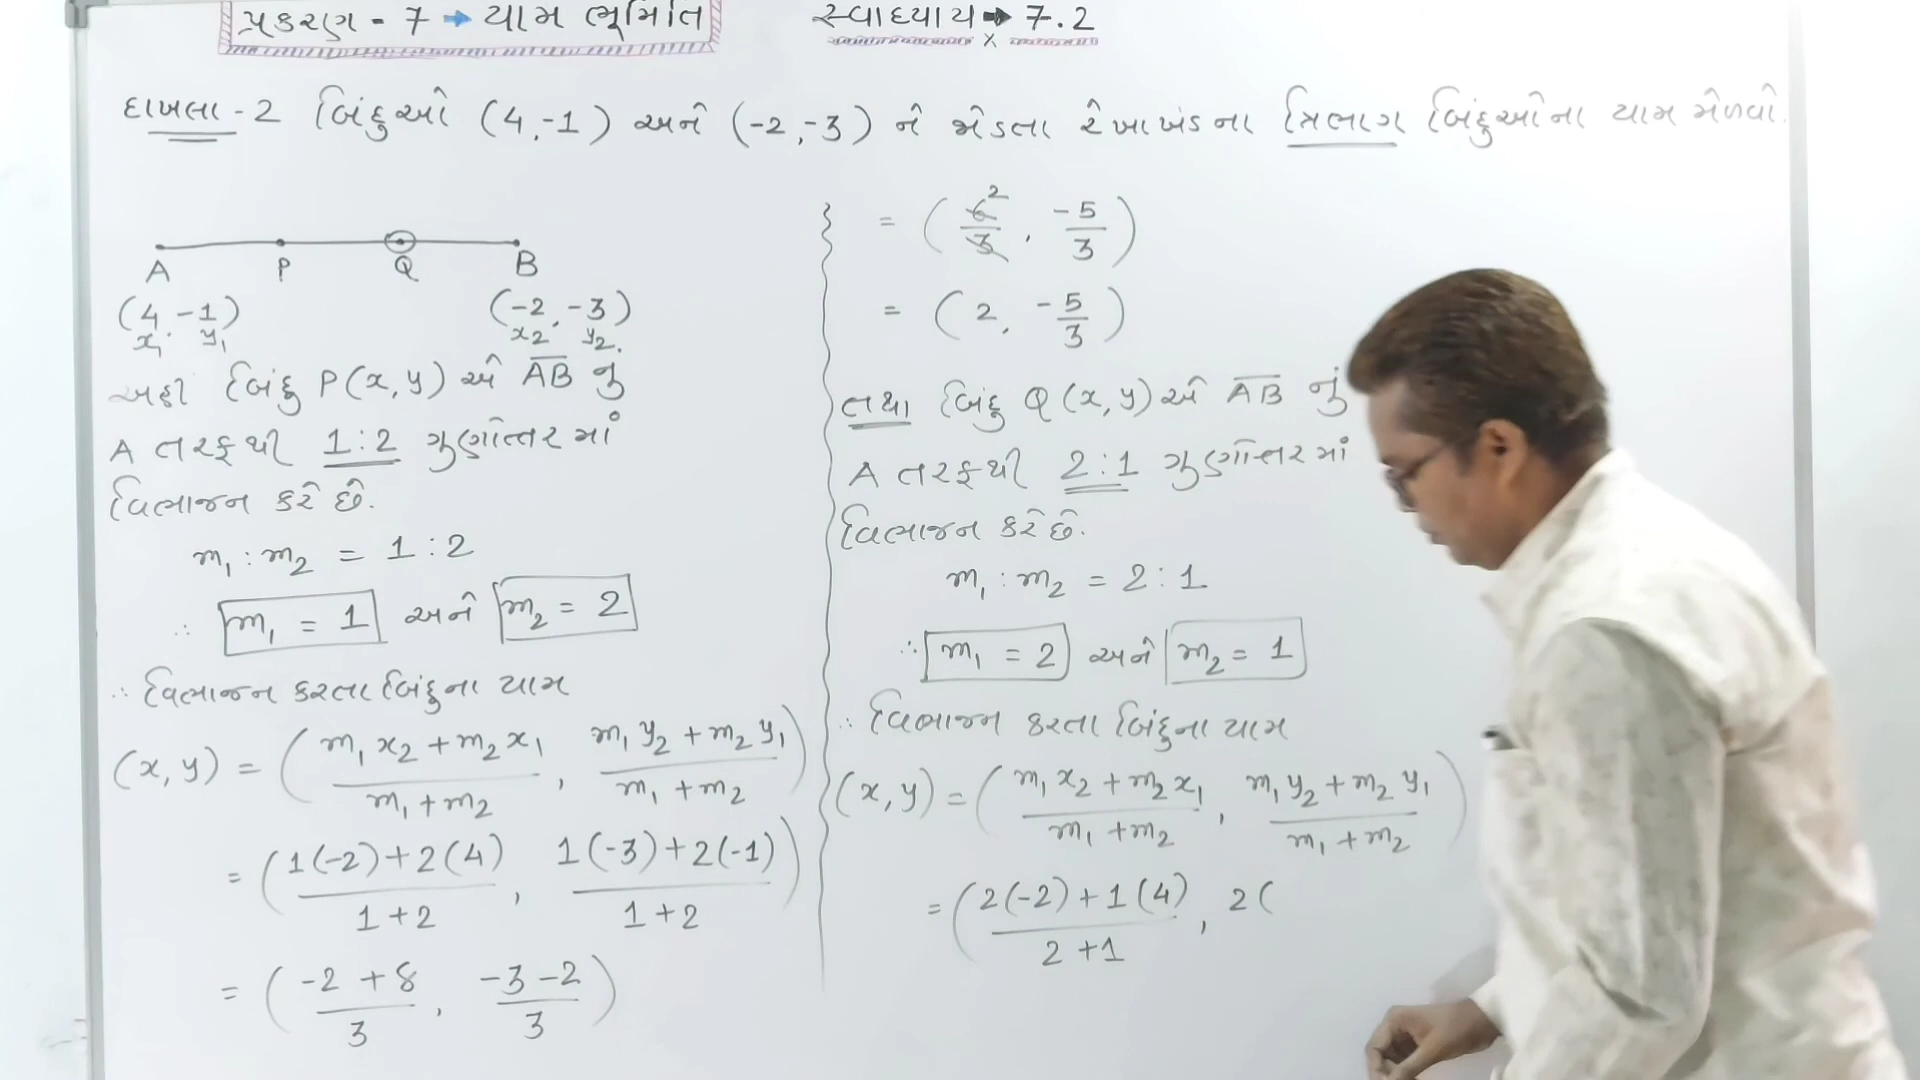 પ્રકરણ - 7 → યામ ભૂમિતિ
સ્વાધ્યાય → 7.2
દાખલા - 2 બિંદુઓ (4,-1) અને (-2,-3) ને જોડતા રેખાખંડના ત્રિભાગ બિંદુઓના યામ મેળવો.
A P Q B
(4, -1) (-2, -3)
x₁ y₁ x₂ y₂
અહી બિંદુ P(x, y) એ A̅B̅ નુ
A તરફથી 1:2 ગુણોત્તરમાં
વિભાજન કરે છે.
m₁ : m₂ = 1 : 2
∴ m₁ = 1 અને m₂ = 2
∴ વિભાજન કરતા બિંદુના યામ
(x, y) = ( (m₁x₂ + m₂x₁)/(m₁ + m₂) , (m₁y₂ + m₂y₁)/(m₁ + m₂) )
= ( (1(-2) + 2(4))/(1+2) , (1(-3) + 2(-1))/(1+2) )
= ( (-2 + 8)/3 , (-3 - 2)/3 )
= ( 6/3 2 , -5/3 )
= ( 2, -5/3 )
તથા બિંદુ Q(x, y) એ A̅B̅ નું
A તરફથી 2:1 ગુણોત્તરમાં
વિભાજન કરે છે.
m₁ : m₂ = 2 : 1
∴ m₁ = 2 અને m₂ = 1
∴ વિભાજન કરતા બિંદુના યામ
(x, y) = ( (m₁x₂ + m₂x₁)/(m₁ + m₂) , (m₁y₂ + m₂y₁)/(m₁ + m₂) )
= ( (2(-2) + 1(4))/(2+1) , 2(